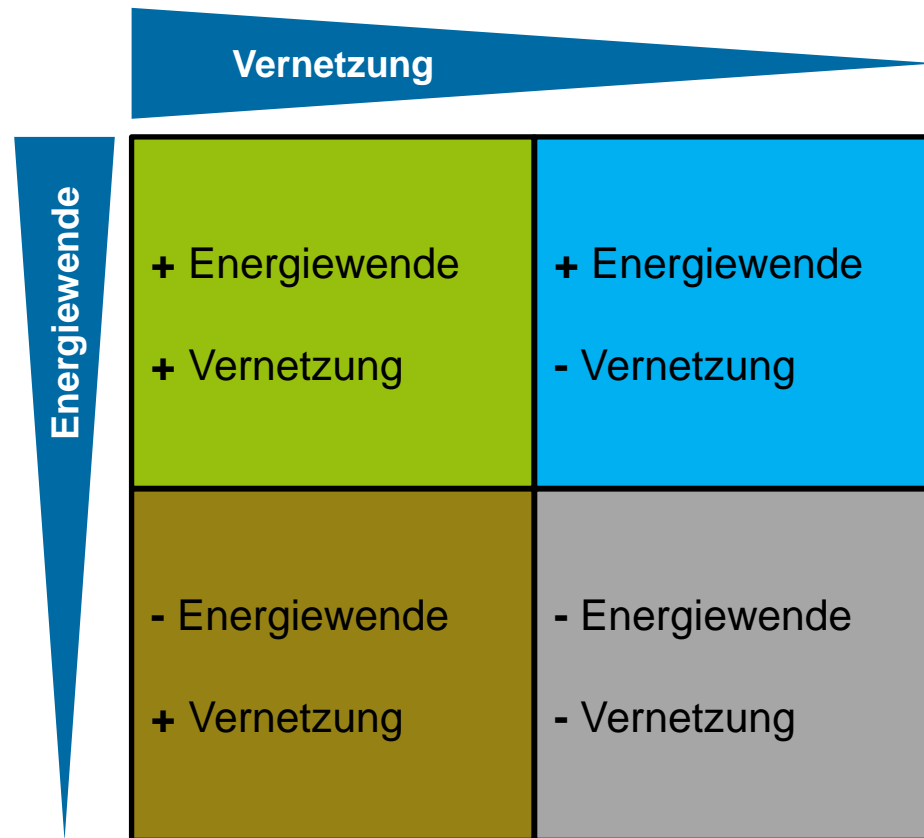 Vernetzung
Energiewende
+ Energiewende
+ Vernetzung
+ Energiewende
- Vernetzung
- Energiewende
+ Vernetzung
- Energiewende
- Vernetzung